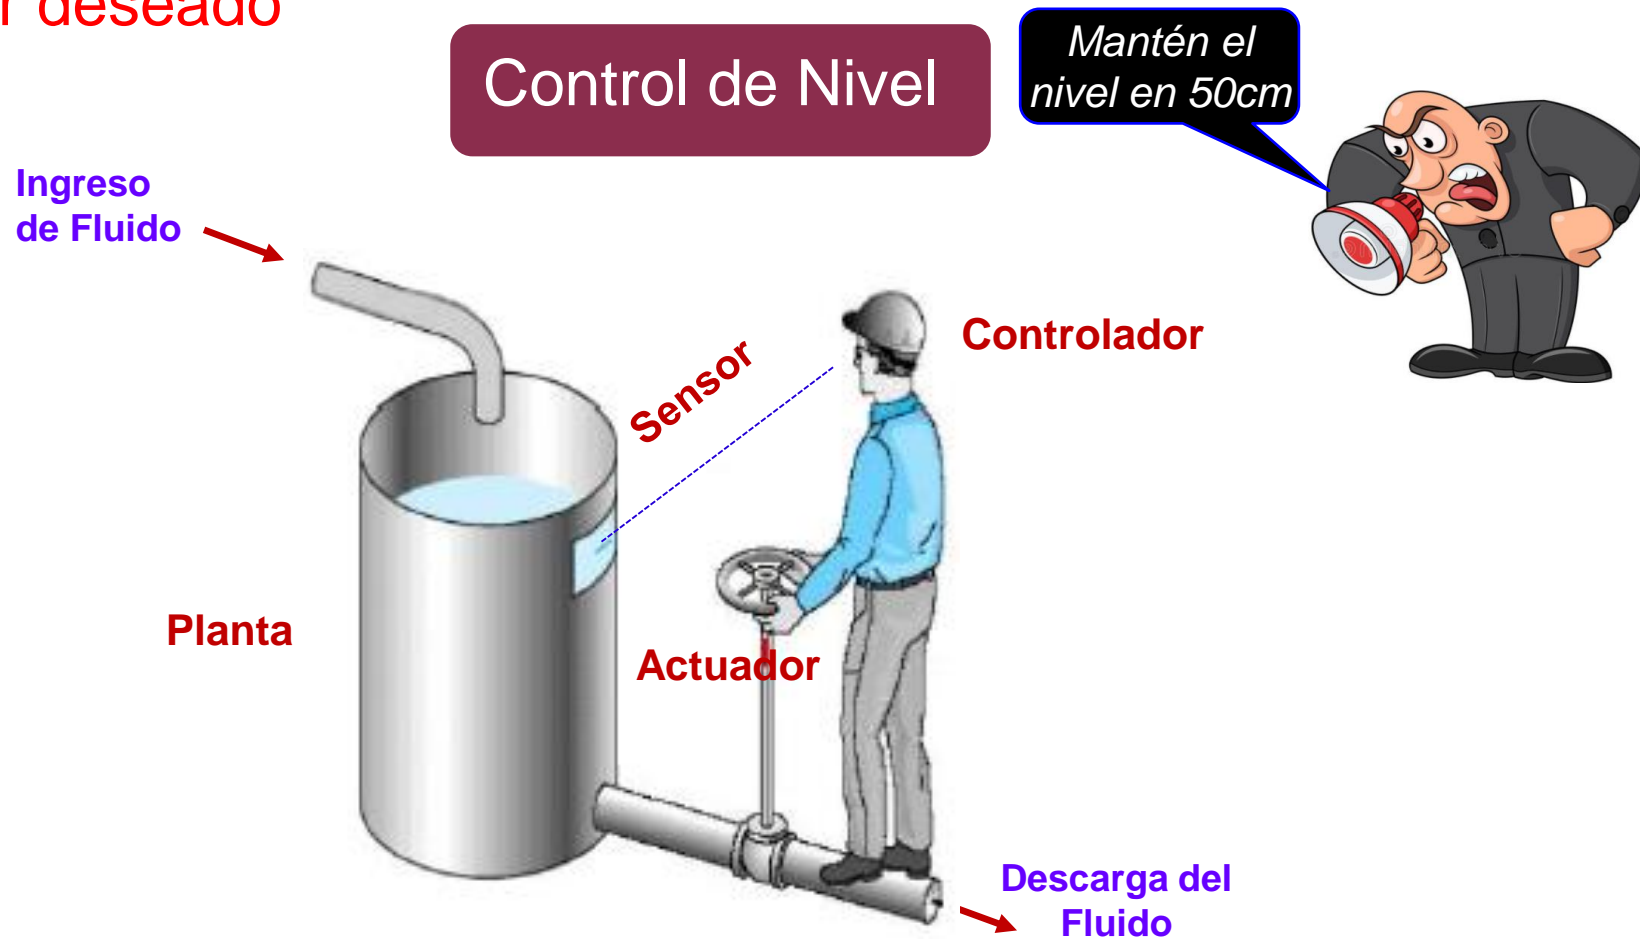 r deseado
Control de Nivel
Mantén el
nivel en 50cm
Ingreso
de Fluido
Sensor
Controlador
Planta
Actuador
Descarga del
Fluido